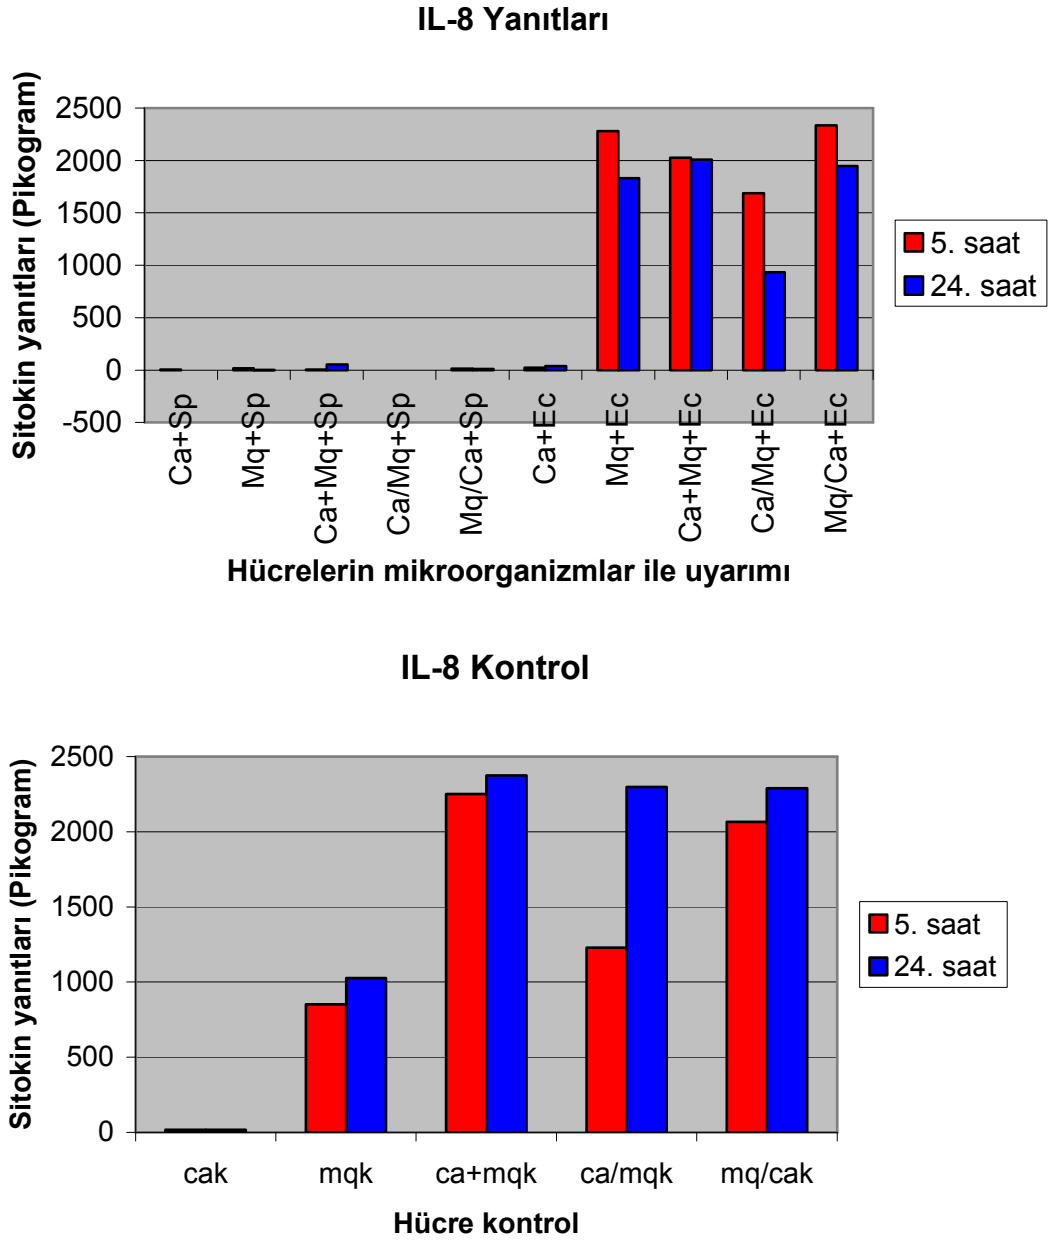 IL-8 Yanıtları
Sitokin yanıtları (Pikogram)
2500
2000
1500
1000
500
0
-500
Ca+Sp
Mq+Sp
Ca+Mq+Sp
Ca/Mq+Sp
Mq/Ca+Sp
Ca+Ec
Mq+Ec
Ca+Mq+Ec
Ca/Mq+Ec
Mq/Ca+Ec
Hücrelerin mikroorganizmlar ile uyarımı
5. saat
24. saat
IL-8 Kontrol
Sitokin yanıtları (Pikogram)
2500
2000
1500
1000
500
0
cak mqk ca+mqk ca/mqk mq/cak
Hücre kontrol
5. saat
24. saat